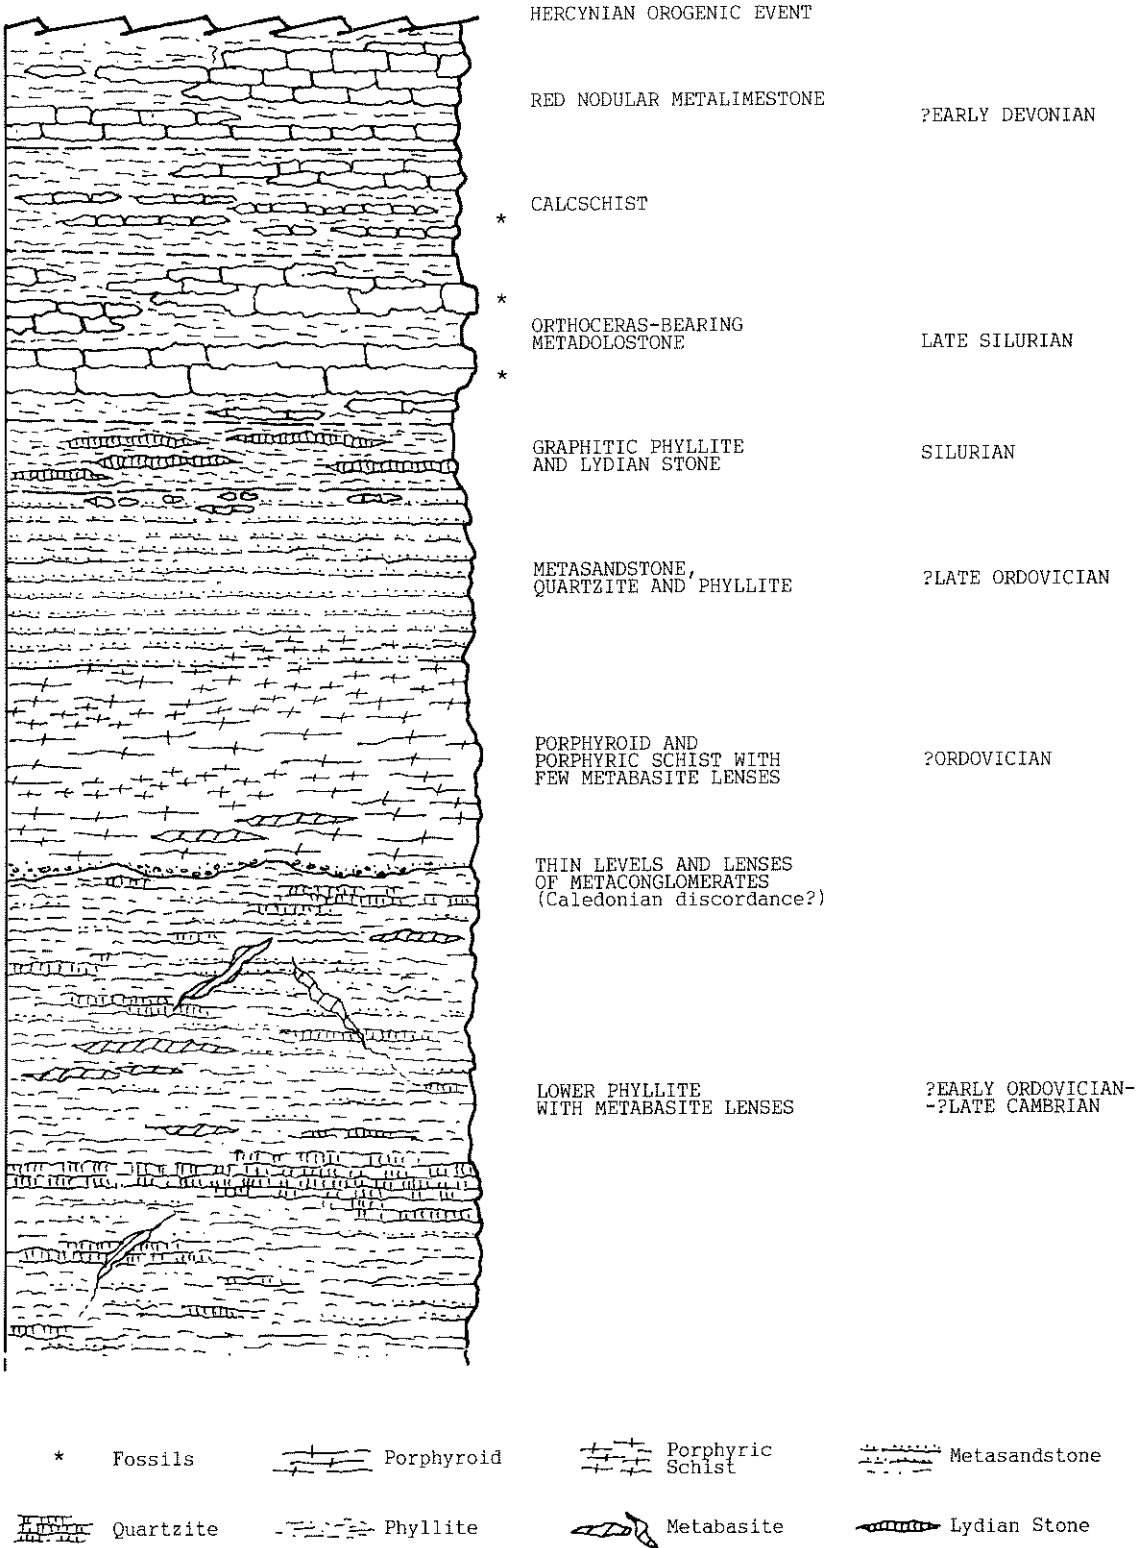 HERCYNIAN OROGENIC EVENT
RED NODULAR METALIMESTONE
?EARLY DEVONIAN
* CALCSCHIST
*
ORTHOCERAS-BEARING
METADOLOSTONE
LATE SILURIAN
*
GRAPHITIC PHYLLITE
AND LYDIAN STONE
SILURIAN
METASANDSTONE,
QUARTZITE AND PHYLLITE
?LATE ORDOVICIAN
PORPHYROID AND
PORPHYRIC SCHIST WITH
FEW METABASITE LENSES
?ORDOVICIAN
THIN LEVELS AND LENSES
OF METACONGLOMERATES
(Caledonian discordance?)
LOWER PHYLLITE
WITH METABASITE LENSES
?EARLY ORDOVICIAN-
-?LATE CAMBRIAN
* Fossils
Porphyroid
Porphyric
Schist
Metasandstone
Quartzite
Phyllite
Metabasite
Lydian Stone